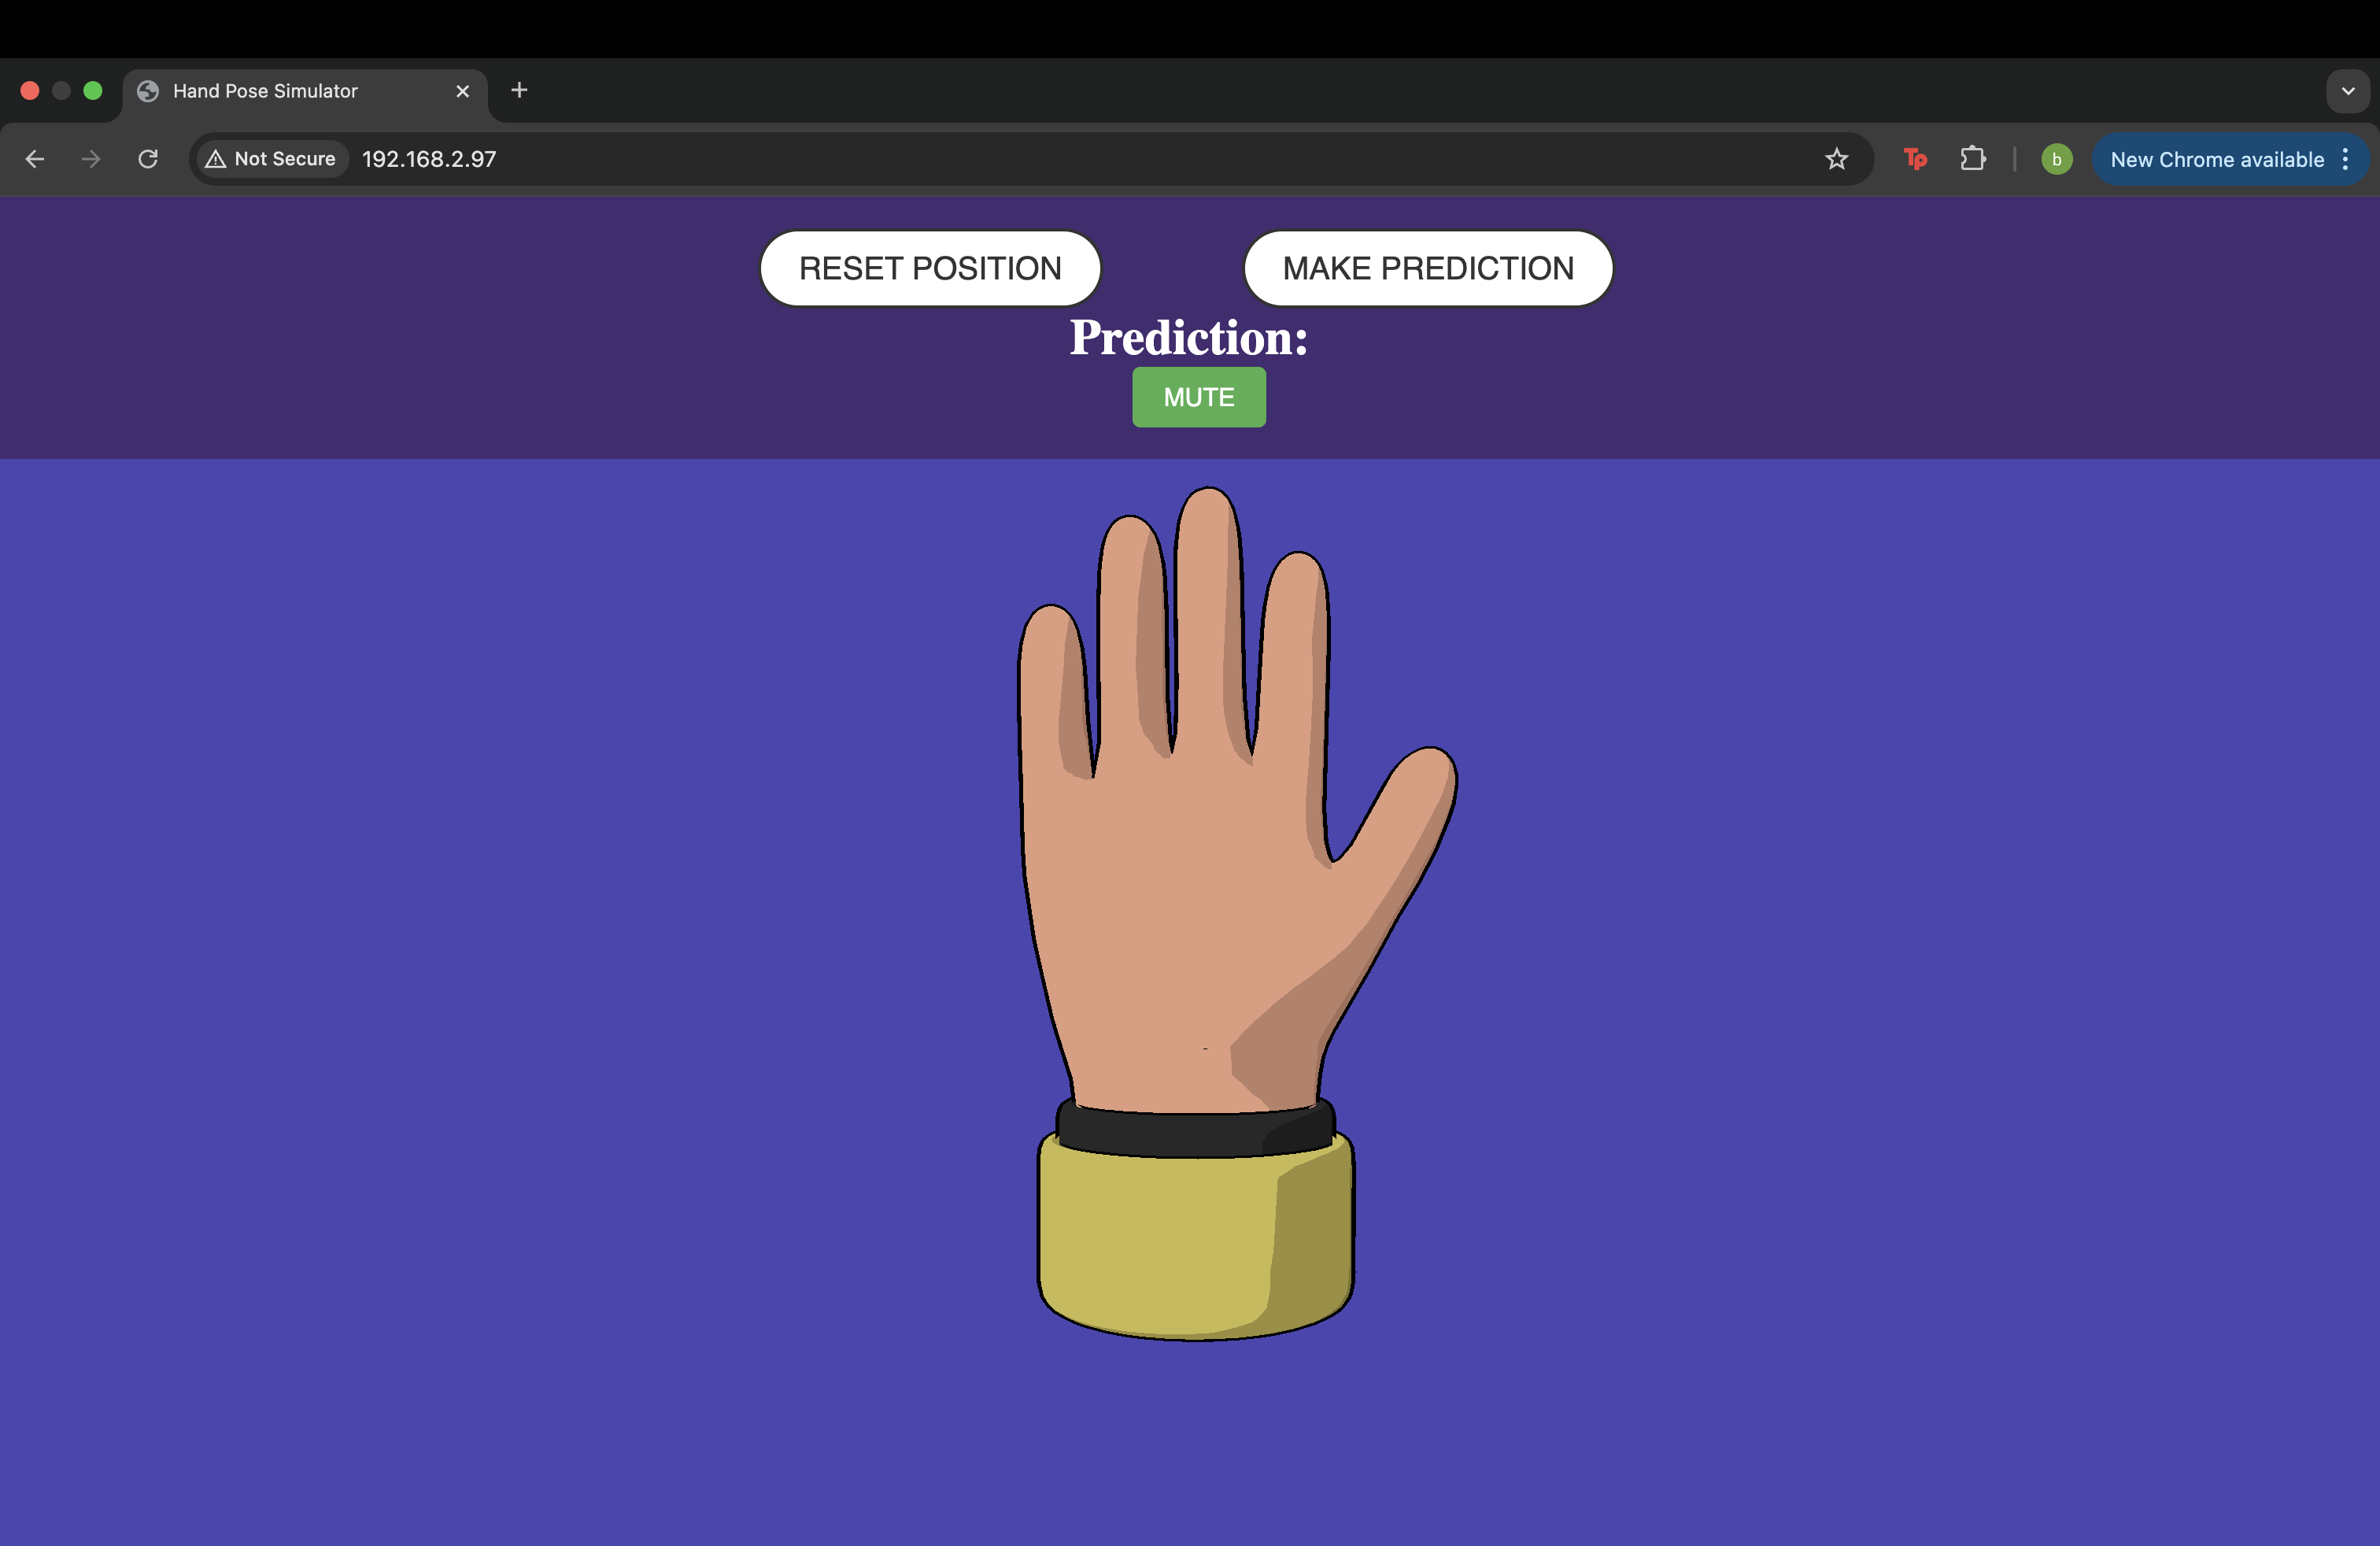 Hand Pose Simulator
Not Secure 192.168.2.97 Tp b New Chrome available
RESET POSITION MAKE PREDICTION
Prediction:
MUTE